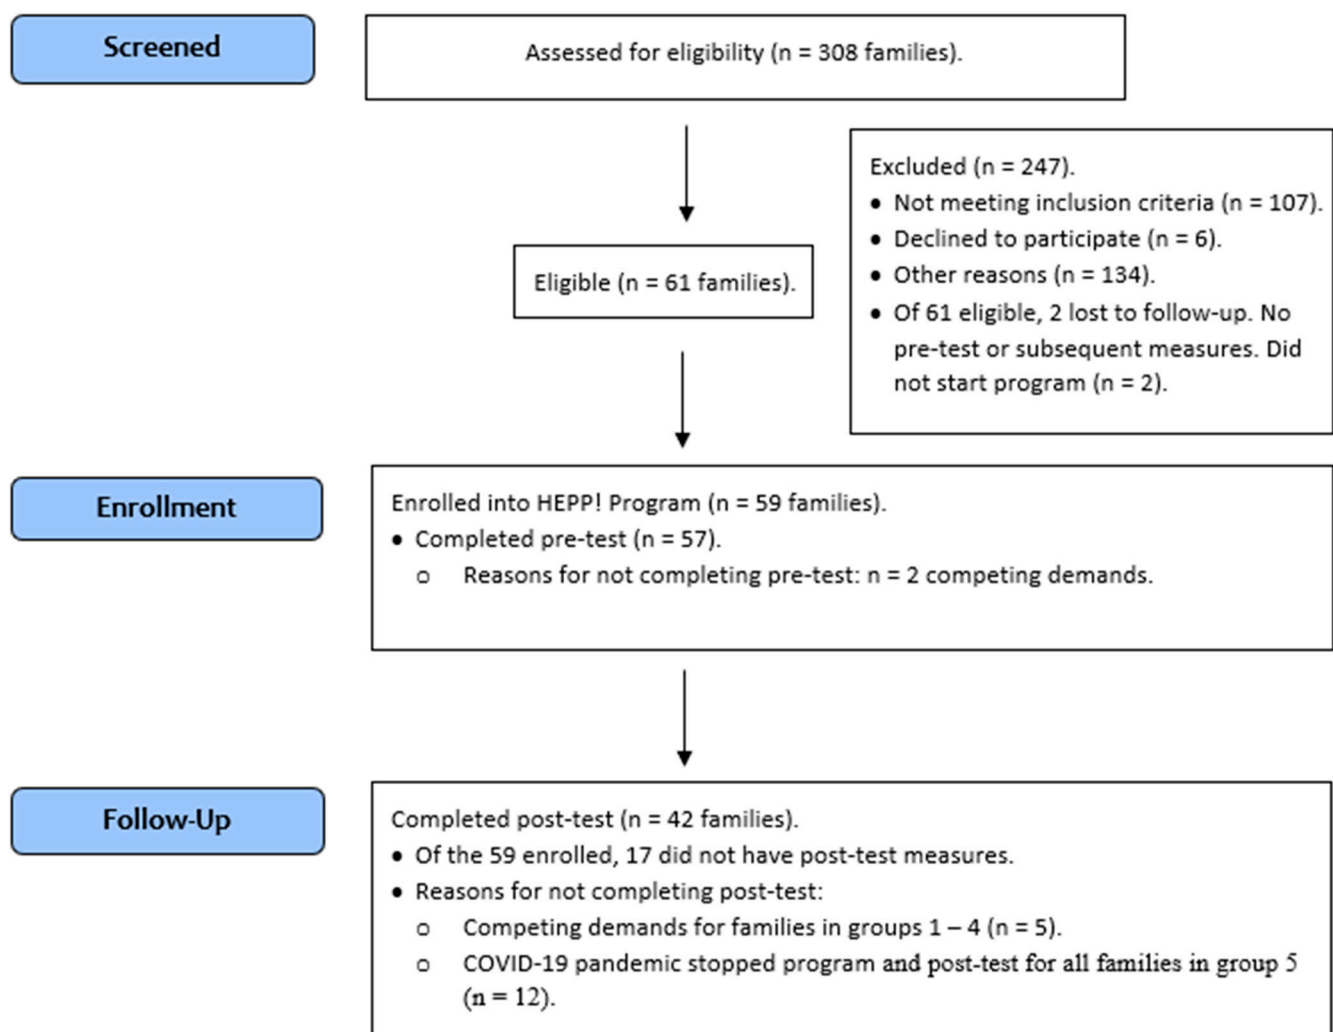 Screened
Assessed for eligibility (n = 308 families).
Excluded (n = 247).
• Not meeting inclusion criteria (n = 107).
• Declined to participate (n = 6).
• Other reasons (n = 134).
• Of 61 eligible, 2 lost to follow-up. No
pre-test or subsequent measures. Did
not start program (n = 2).
Eligible (n = 61 families).
Enrollment
Enrolled into HEPP! Program (n = 59 families).
• Completed pre-test (n = 57).
o Reasons for not completing pre-test: n = 2 competing demands.
Follow-Up
Completed post-test (n = 42 families).
• Of the 59 enrolled, 17 did not have post-test measures.
• Reasons for not completing post-test:
o Competing demands for families in groups 1 – 4 (n = 5).
o COVID-19 pandemic stopped program and post-test for all families in group 5
(n = 12).